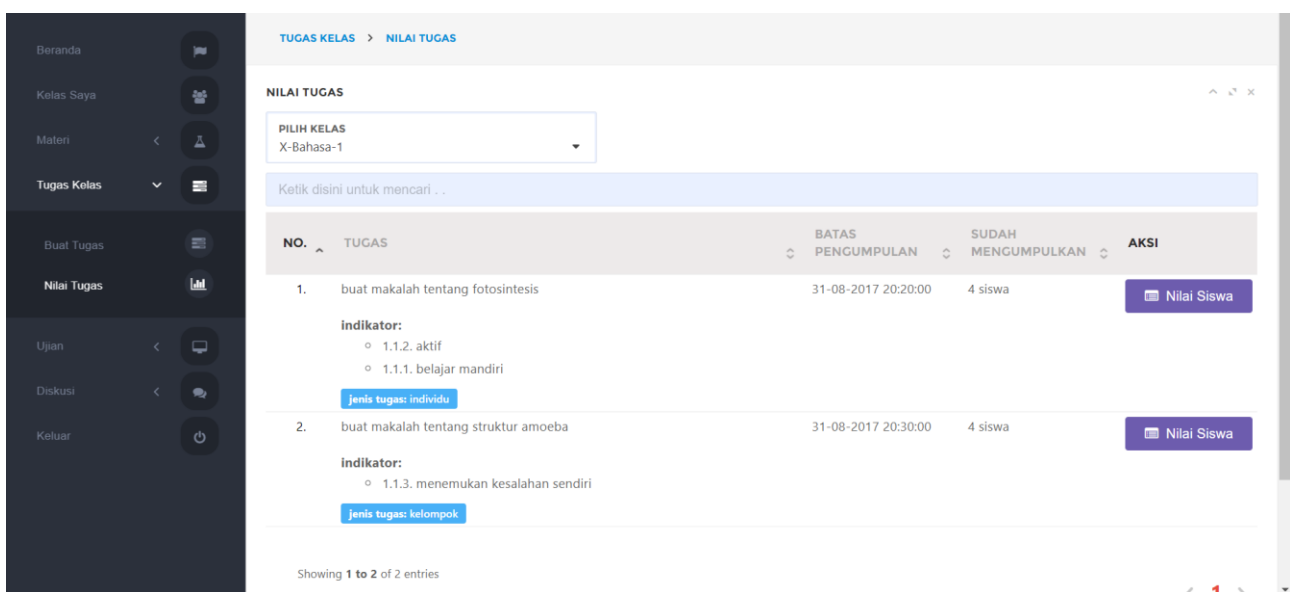 Beranda
Kelas Saya
Materi
Tugas Kelas
Buat Tugas
Nilai Tugas
Ujian
Diskusi
Keluar
TUGAS KELAS > NILAI TUGAS
NILAI TUGAS
PILIH KELAS
X-Bahasa-1
Ketik disini untuk mencari . .
NO. TUGAS BATAS PENGUMPULAN SUDAH MENGUMPULKAN AKSI
1. buat makalah tentang fotosintesis 31-08-2017 20:20:00 4 siswa Nilai Siswa
indikator:
1.1.2. aktif
1.1.1. belajar mandiri
jenis tugas: individu
2. buat makalah tentang struktur amoeba 31-08-2017 20:30:00 4 siswa Nilai Siswa
indikator:
1.1.3. menemukan kesalahan sendiri
jenis tugas: kelompok
Showing 1 to 2 of 2 entries
< 1 >